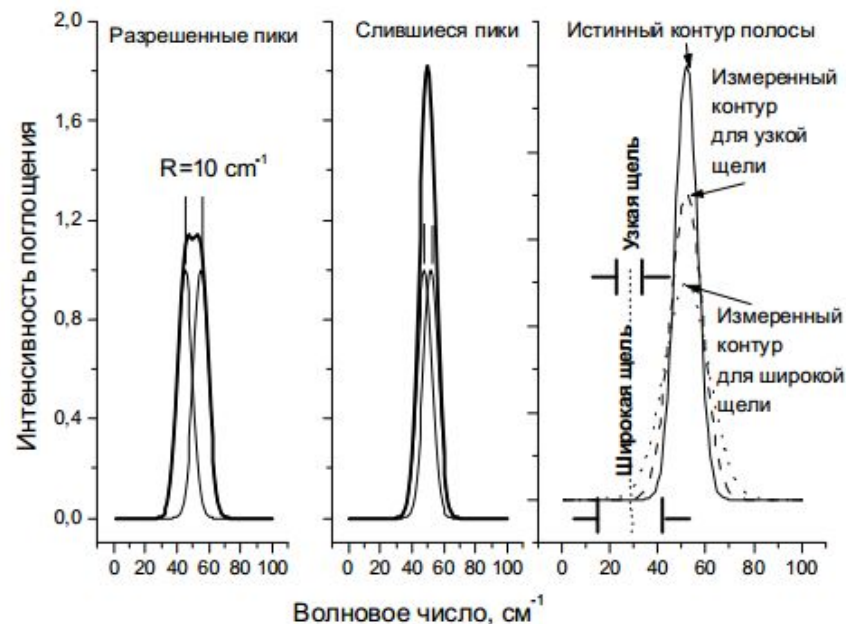 Разрешенные пики
Слившиеся пики
Истинный контур полосы
Измеренный
контур
для узкой
щели
R=10 cm⁻¹
Узкая щель
Измеренный
контур
для широкой
щели
Широкая щель
Интенсивность поглощения
2,0
1,6
1,2
0,8
0,4
0,0
0 20 40 60 80 100
0 20 40 60 80 100
0 20 40 60 80 100
Волновое число, см⁻¹